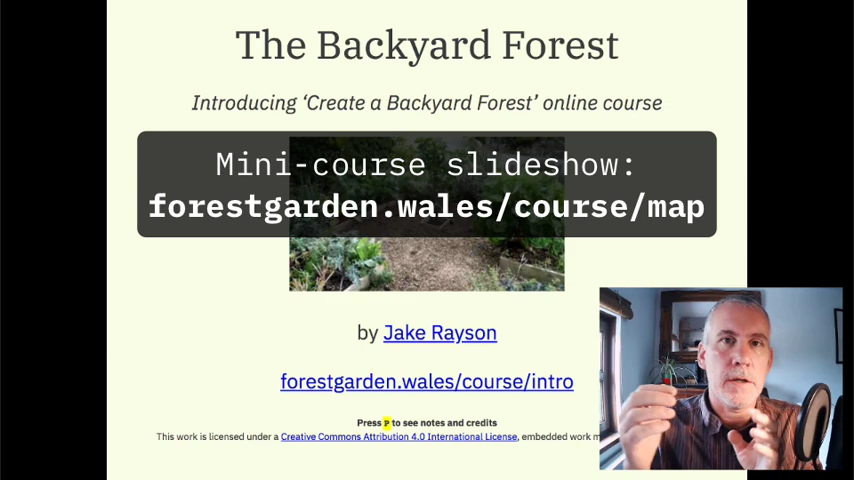 The Backyard Forest
Introducing ‘Create a Backyard Forest’ online course
Mini-course slideshow:
forestgarden.wales/course/map
by Jake Rayson
forestgarden.wales/course/intro
Press P to see notes and credits
This work is licensed under a Creative Commons Attribution 4.0 International License, embedded work